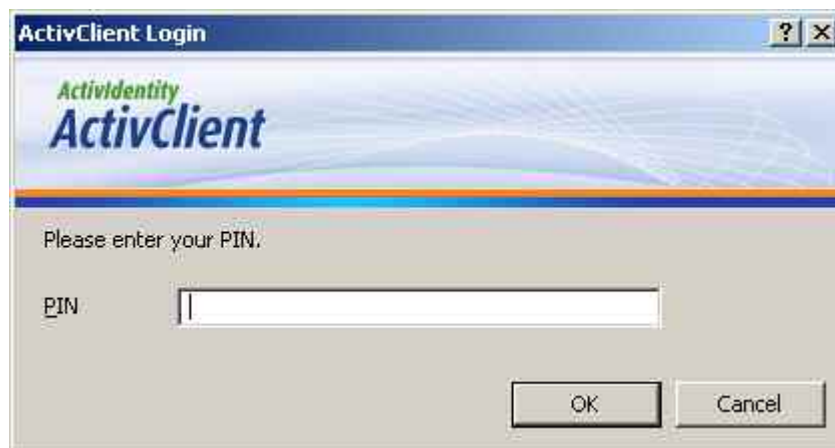 ActivClient Login
ActivIdentity
ActivClient
Please enter your PIN.
PIN
OK Cancel